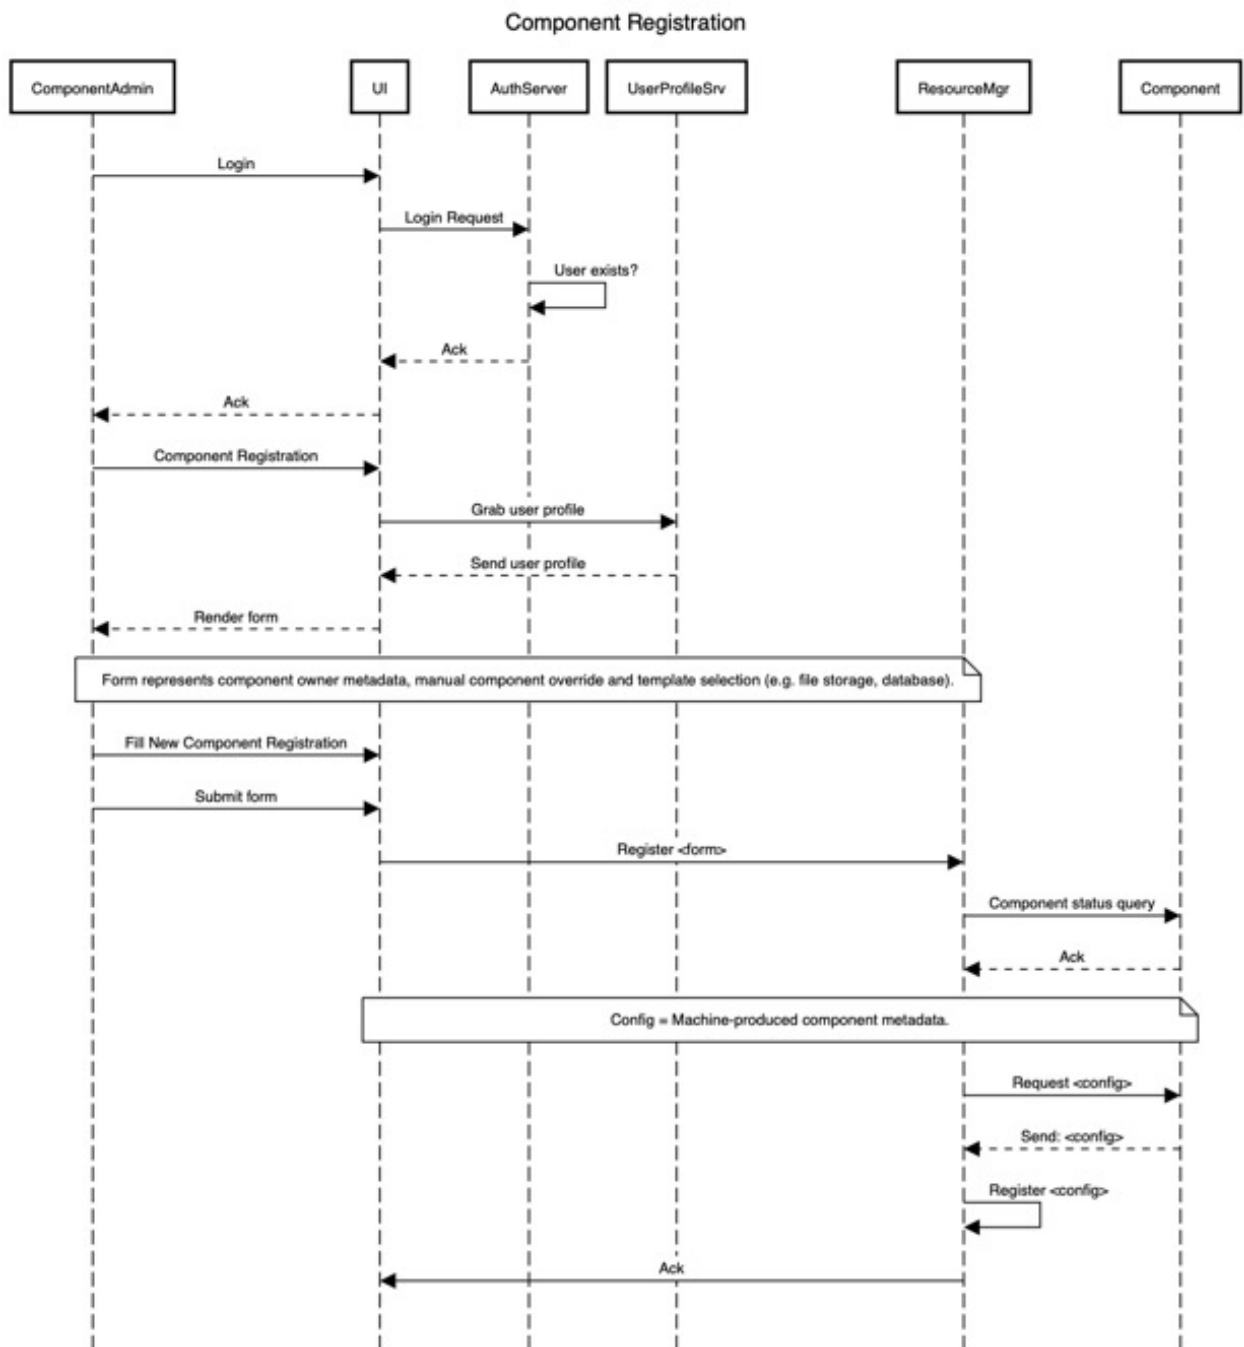 Component Registration
ComponentAdmin
UI
AuthServer
UserProfileSrv
ResourceMgr
Component
Login
Login Request
User exists?
Ack
Ack
Component Registration
Grab user profile
Send user profile
Render form
Form represents component owner metadata, manual component override and template selection (e.g. file storage, database).
Fill New Component Registration
Submit form
Register <form>
Component status query
Ack
Config = Machine-produced component metadata.
Request <config>
Send: <config>
Register <config>
Ack